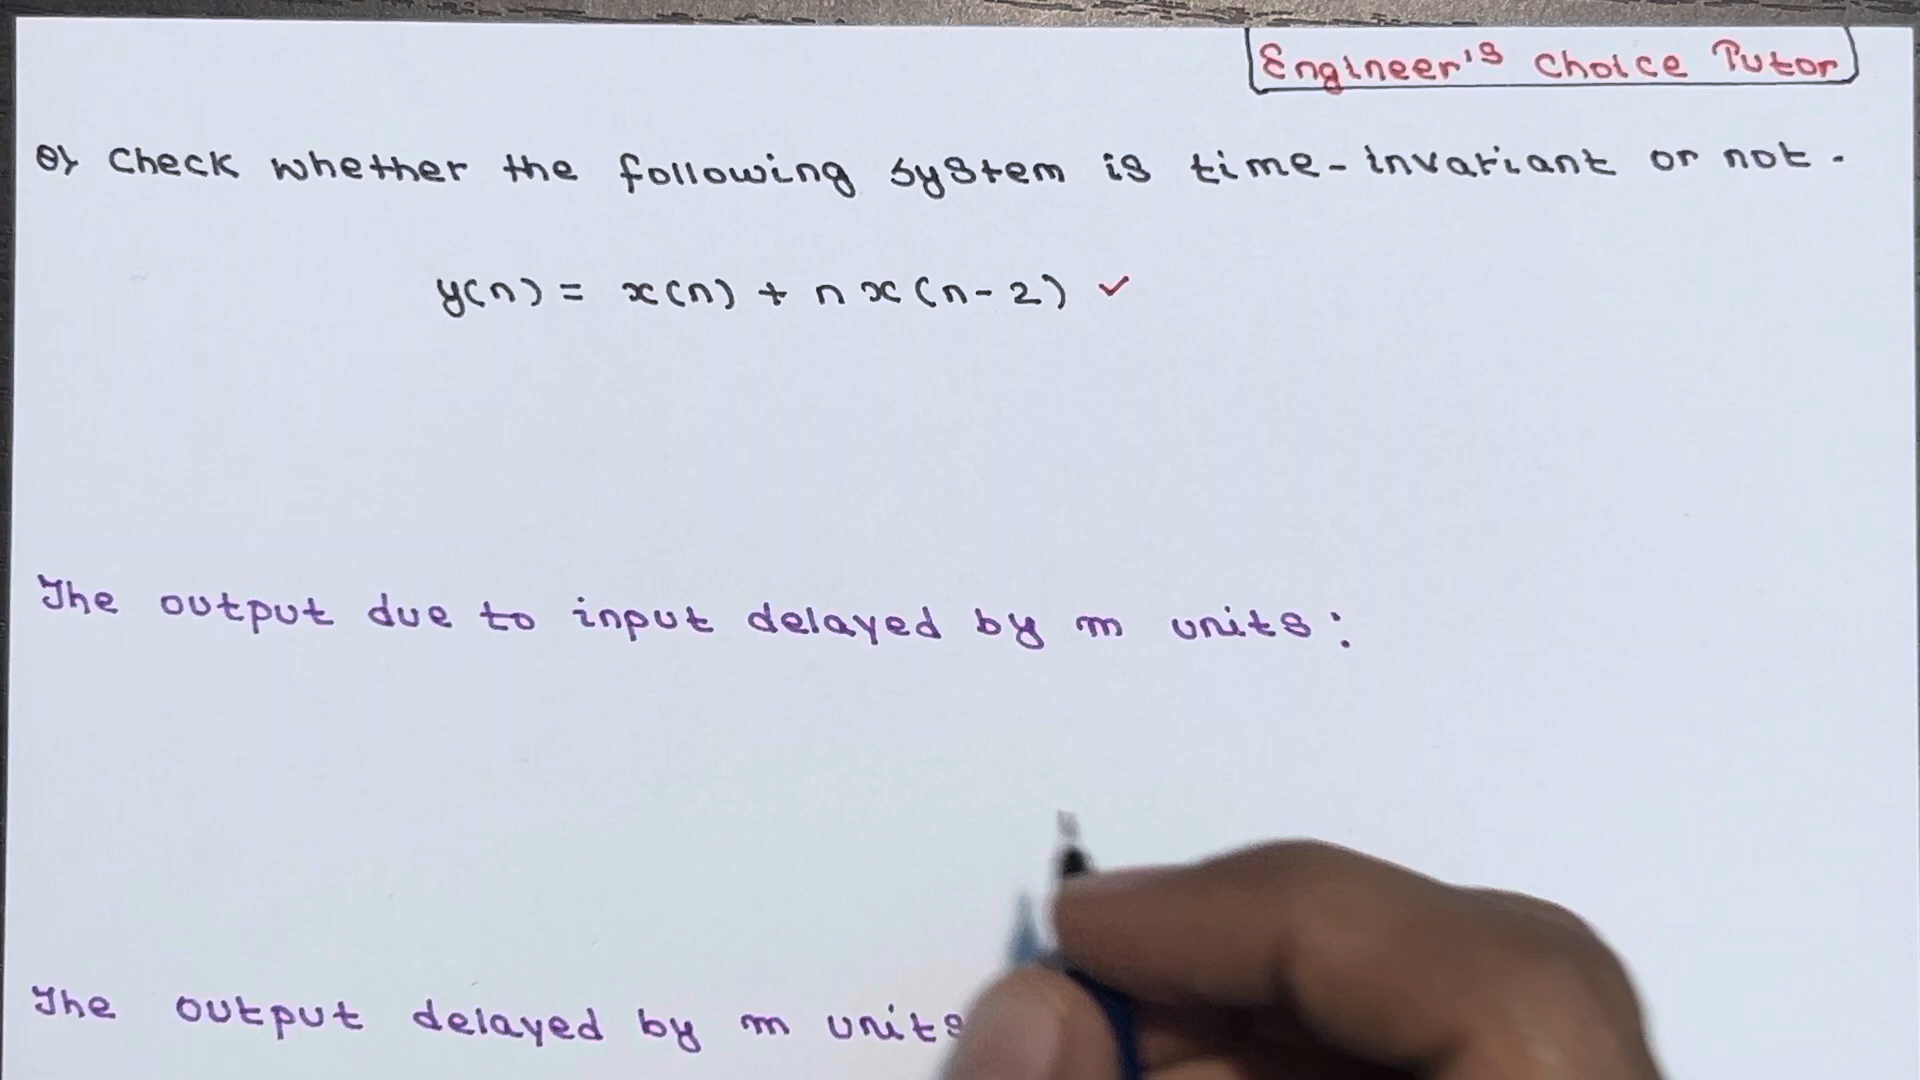 Engineer's Choice Tutor
Q) Check whether the following system is time-invariant or not.
y(n) = x(n) + n x(n-2) ✓
The output due to input delayed by m units:
The output delayed by m units